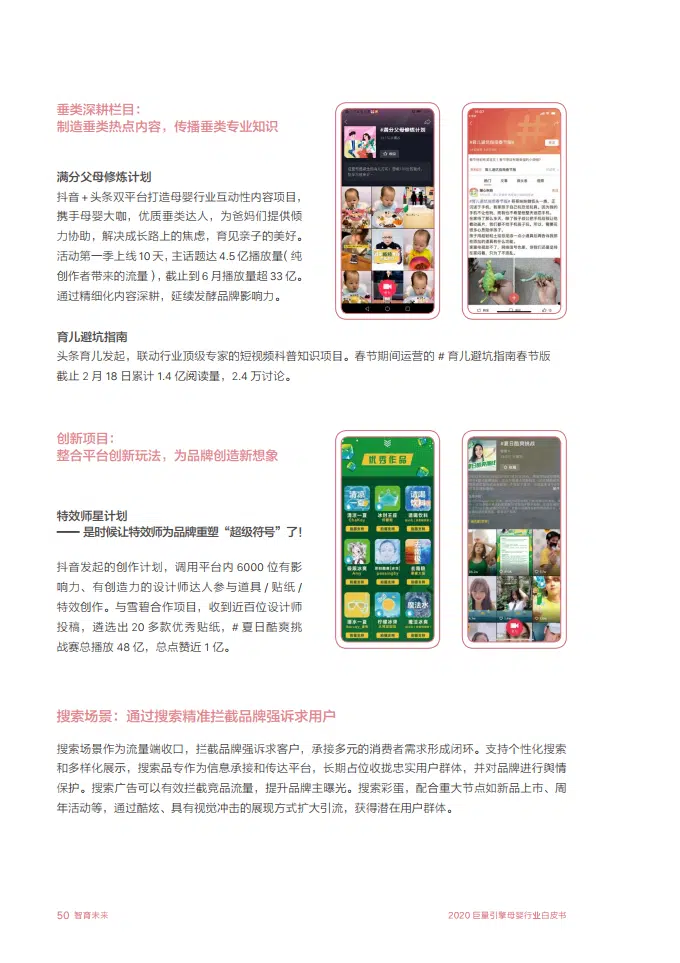 垂类深耕栏目：
制造垂类热点内容，传播垂类专业知识
满分父母修炼计划
抖音 + 头条双平台打造母婴行业互动性内容项目，
携手母婴大咖，优质垂类达人，为爸妈们提供倾
力协助，解决成长路上的焦虑，育见亲子的美好。
活动第一季上线 10 天，主话题达 4.5 亿播放量（ 纯
创作者带来的流量 ），截止到 6 月播放量超 33 亿。
通过精细化内容深耕，延续发酵品牌影响力。
#满分父母修炼计划
#育儿避坑指南春节版#
育儿避坑指南
头条育儿发起，联动行业顶级专家的短视频科普知识项目。春节期间运营的 # 育儿避坑指南春节版
截止 2 月 18 日累计 1.4 亿阅读量，2.4 万讨论。
创新项目：
整合平台创新玩法，为品牌创造新想象
特效师星计划
—— 是时候让特效师为品牌重塑“超级符号”了！
抖音发起的创作计划，调用平台内 6000 位有影
响力、有创造力的设计师达人参与道具 / 贴纸 /
特效创作。与雪碧合作项目，收到近百位设计师
投稿，遴选出 20 多款优秀贴纸，# 夏日酷爽挑
战赛总播放 48 亿，总点赞近 1 亿。
优秀作品
清凉一夏
冰封王座
请喝饮料
魔法水
#夏日酷爽挑战
搜索场景：通过搜索精准拦截品牌强诉求用户
搜索场景作为流量端收口，拦截品牌强诉求客户，承接多元的消费者需求形成闭环。支持个性化搜索
和多样化展示，搜索品专作为信息承接和传达平台，长期占位收拢忠实用户群体，并对品牌进行舆情
保护。搜索广告可以有效拦截竞品流量，提升品牌主曝光。搜索彩蛋，配合重大节点如新品上市、周
年活动等，通过酷炫、具有视觉冲击的展现方式扩大引流，获得潜在用户群体。
50 智育未来
2020 巨量引擎母婴行业白皮书